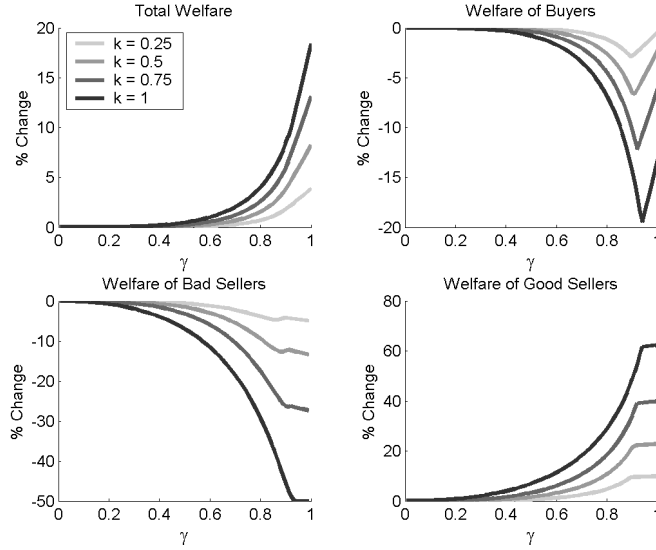 Total Welfare
20
15
10
5
0
% Change
k = 0.25
k = 0.5
k = 0.75
k = 1
0 0.2 0.4 0.6 0.8 1
γ
Welfare of Buyers
0
-5
-10
-15
-20
% Change
0 0.2 0.4 0.6 0.8 1
γ
Welfare of Bad Sellers
0
-10
-20
-30
-40
-50
% Change
0 0.2 0.4 0.6 0.8 1
γ
Welfare of Good Sellers
80
60
40
20
0
% Change
0 0.2 0.4 0.6 0.8 1
γ